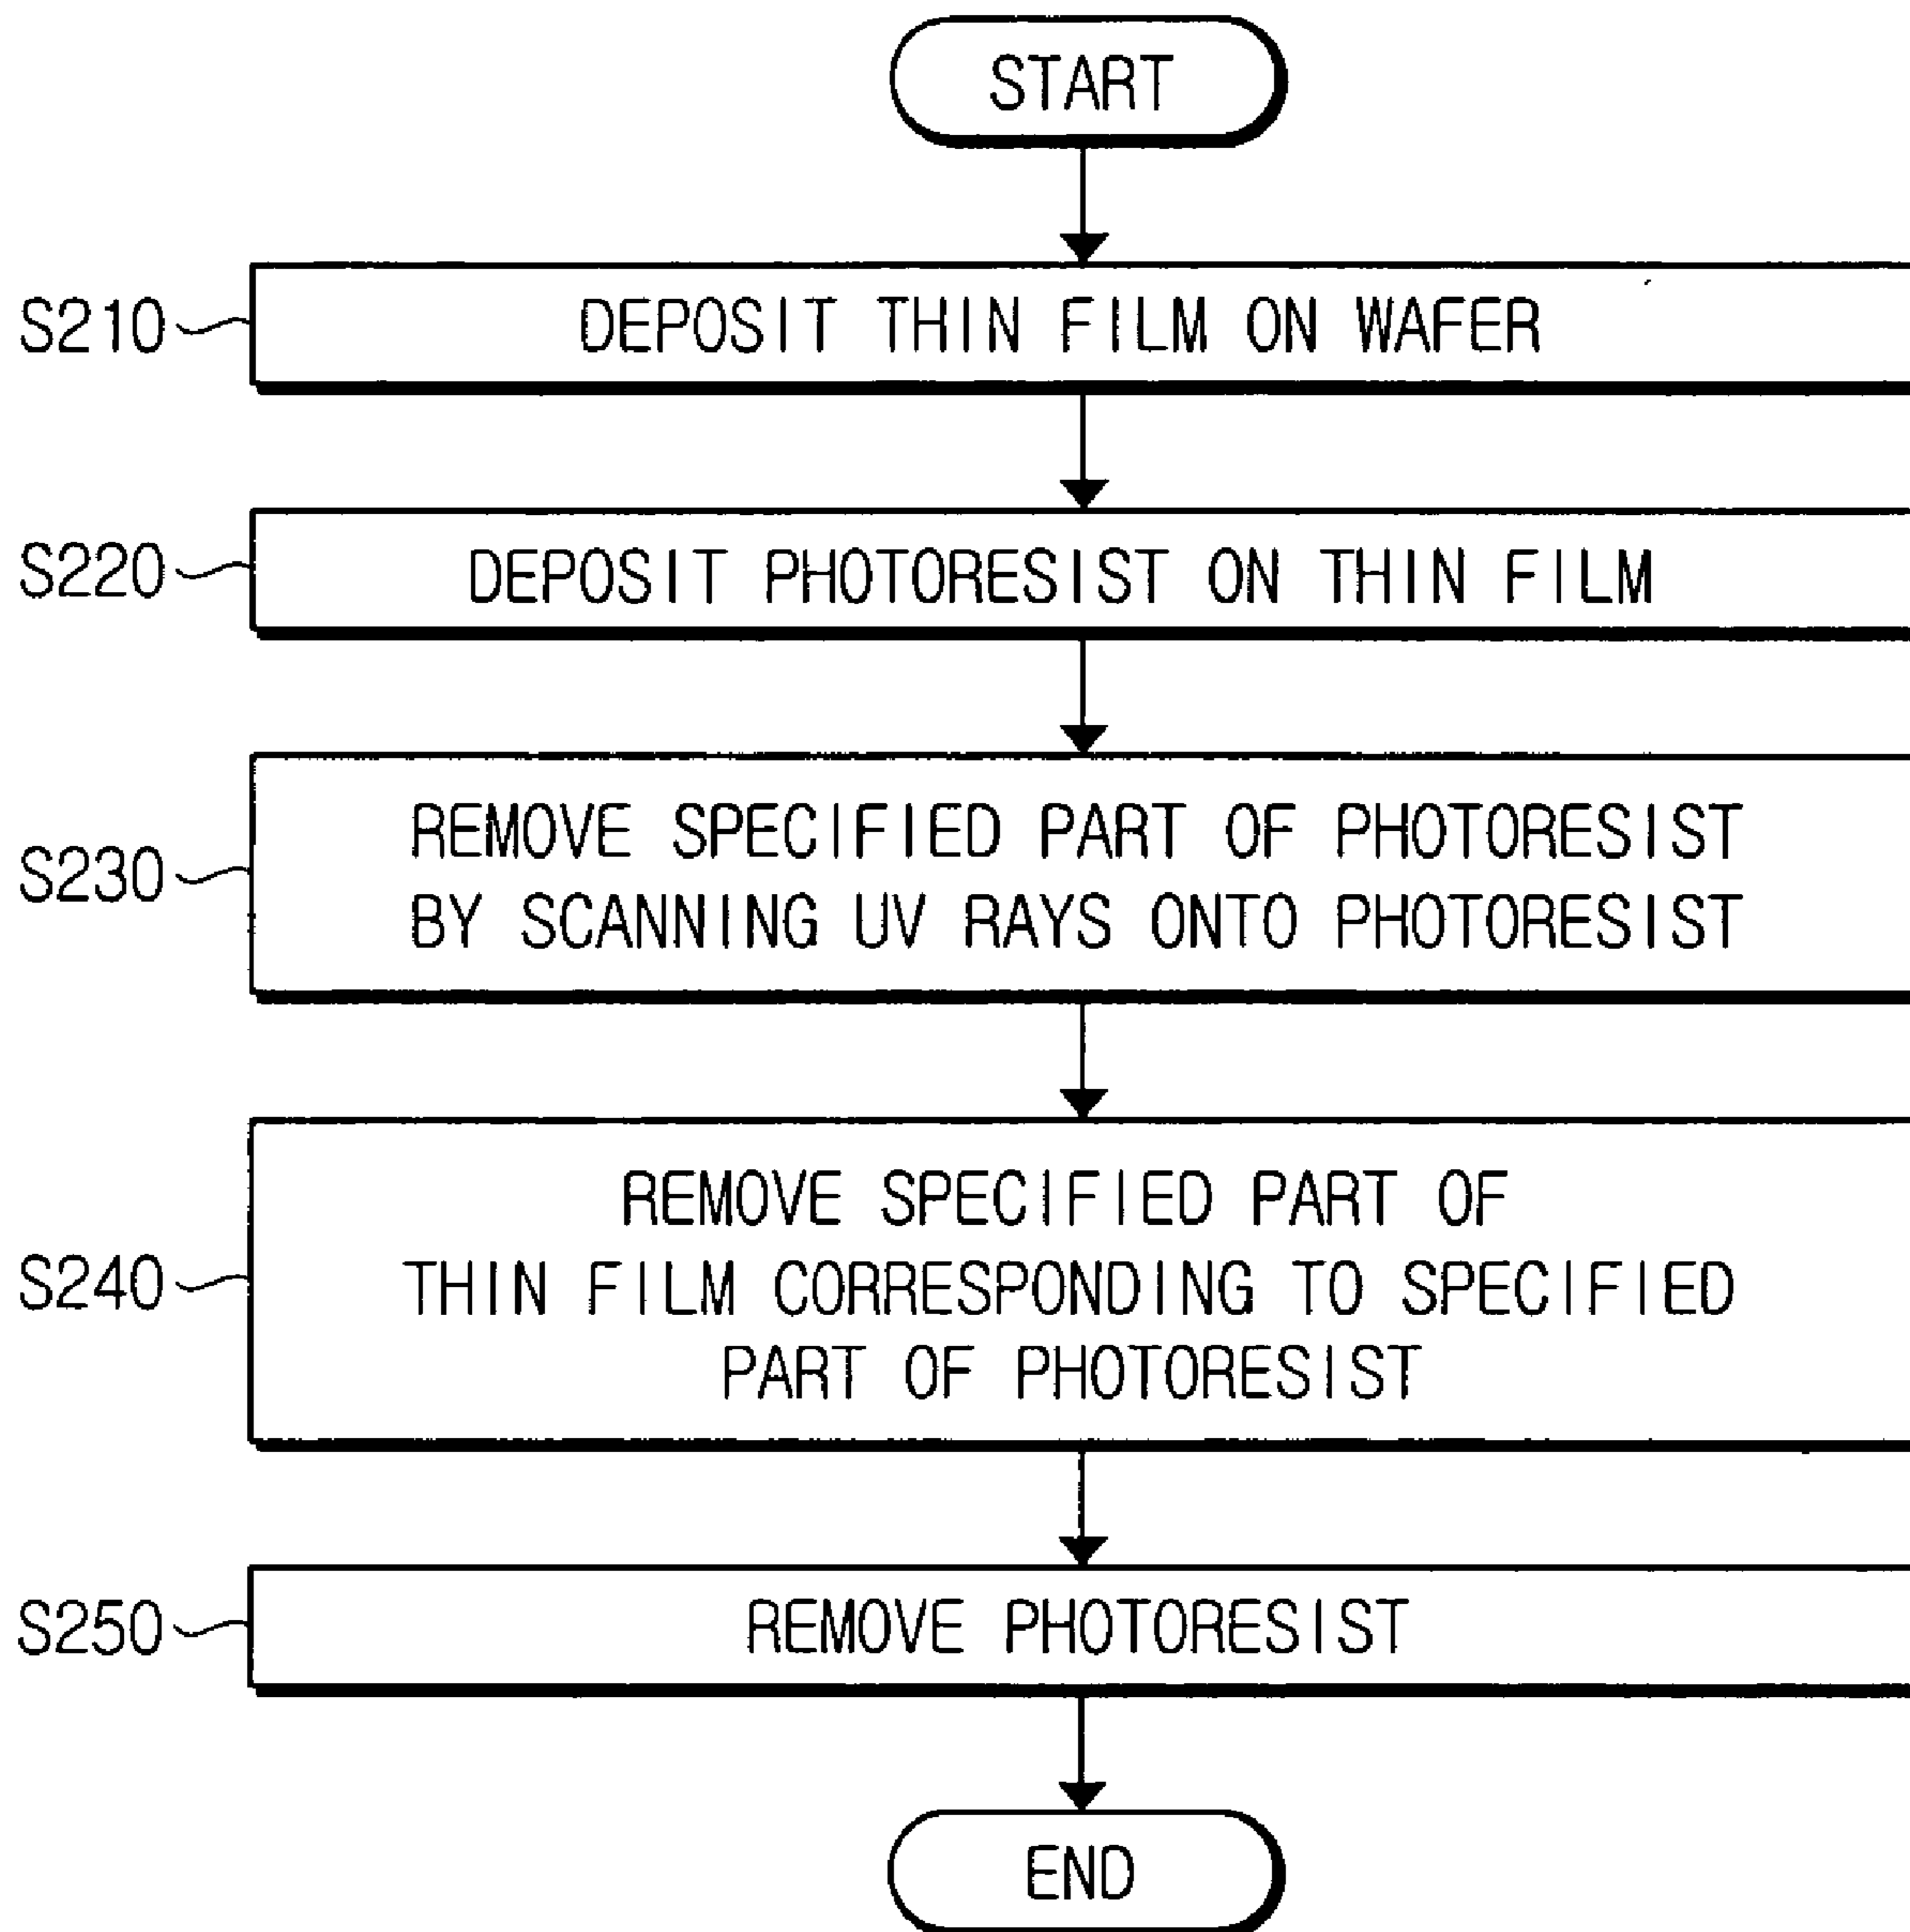 START
S210
DEPOSIT THIN FILM ON WAFER
S220
DEPOSIT PHOTORESIST ON THIN FILM
S230
REMOVE SPECIFIED PART OF PHOTORESIST
BY SCANNING UV RAYS ONTO PHOTORESIST
S240
REMOVE SPECIFIED PART OF
THIN FILM CORRESPONDING TO SPECIFIED
PART OF PHOTORESIST
S250
REMOVE PHOTORESIST
END